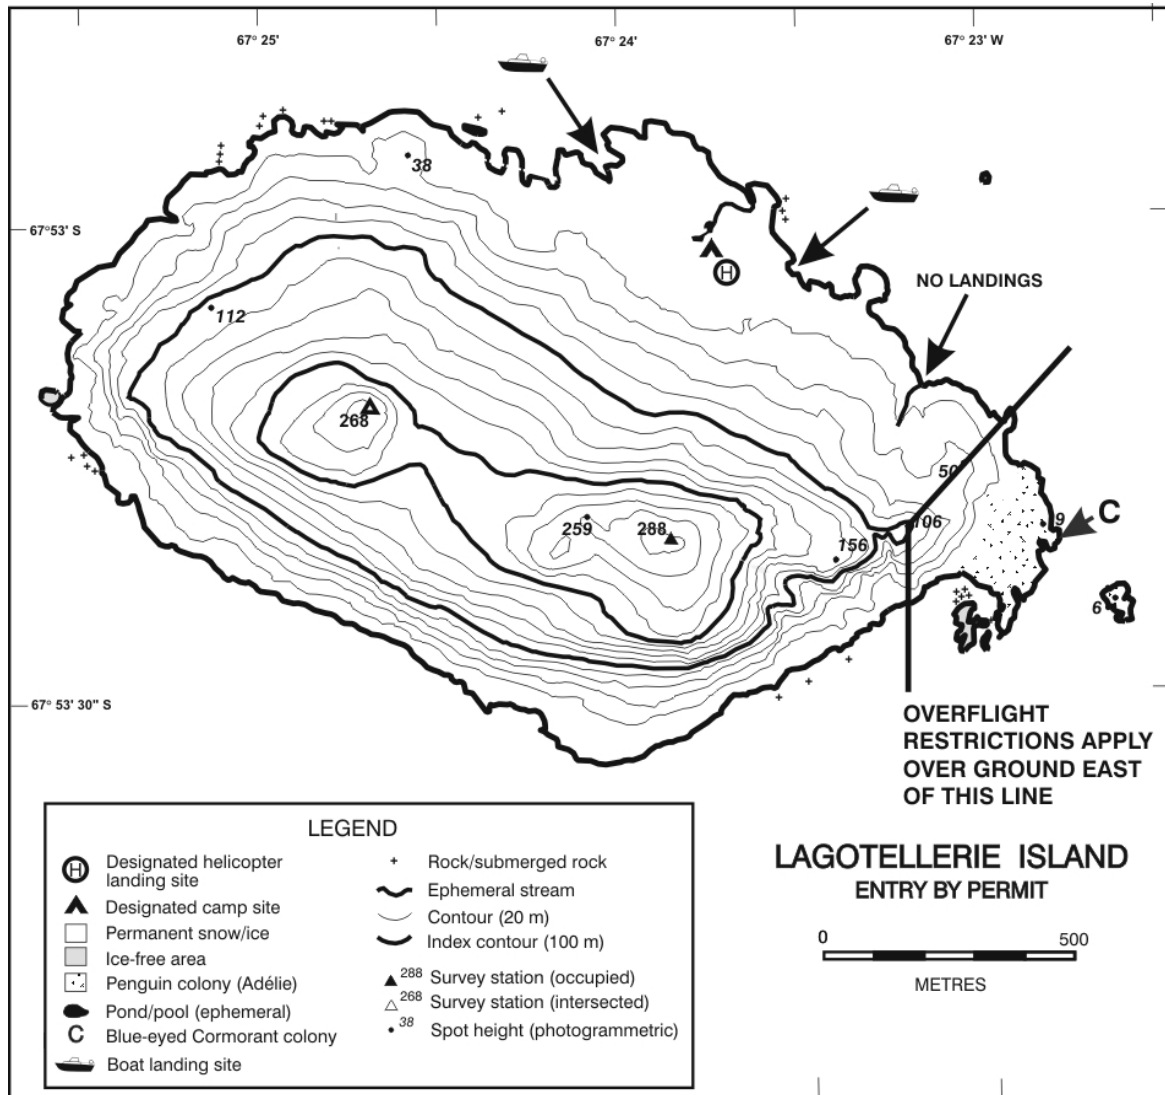 67° 25'
67° 24'
67° 23' W
38
67°53' S
H
NO LANDINGS
112
268
50
C
259
288
106
9
156
6
67° 53' 30" S
OVERFLIGHT
RESTRICTIONS APPLY
OVER GROUND EAST
OF THIS LINE
LEGEND
H
Designated helicopter
landing site
Designated camp site
Permanent snow/ice
Ice-free area
Penguin colony (Adélie)
Pond/pool (ephemeral)
C Blue-eyed Cormorant colony
Boat landing site
Rock/submerged rock
Ephemeral stream
Contour (20 m)
Index contour (100 m)
288 Survey station (occupied)
268 Survey station (intersected)
38 Spot height (photogrammetric)
LAGOTELLERIE ISLAND
ENTRY BY PERMIT
0 500
METRES